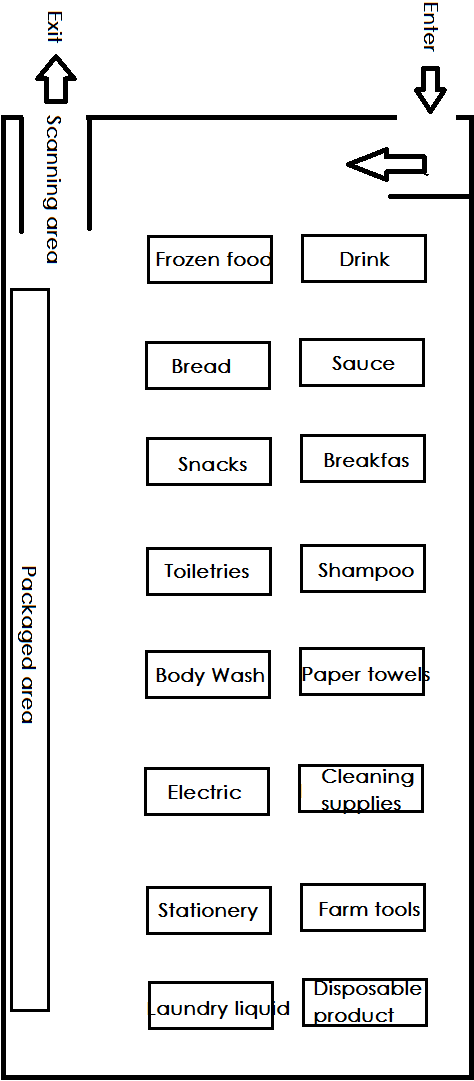 Exit
Enter
Scanning area
Frozen food
Drink
Bread
Sauce
Snacks
Breakfas
Toiletries
Shampoo
Packaged area
Body Wash
Paper towels
Electric
Cleaning
supplies
Stationery
Farm tools
Laundry liquid
Disposable
product